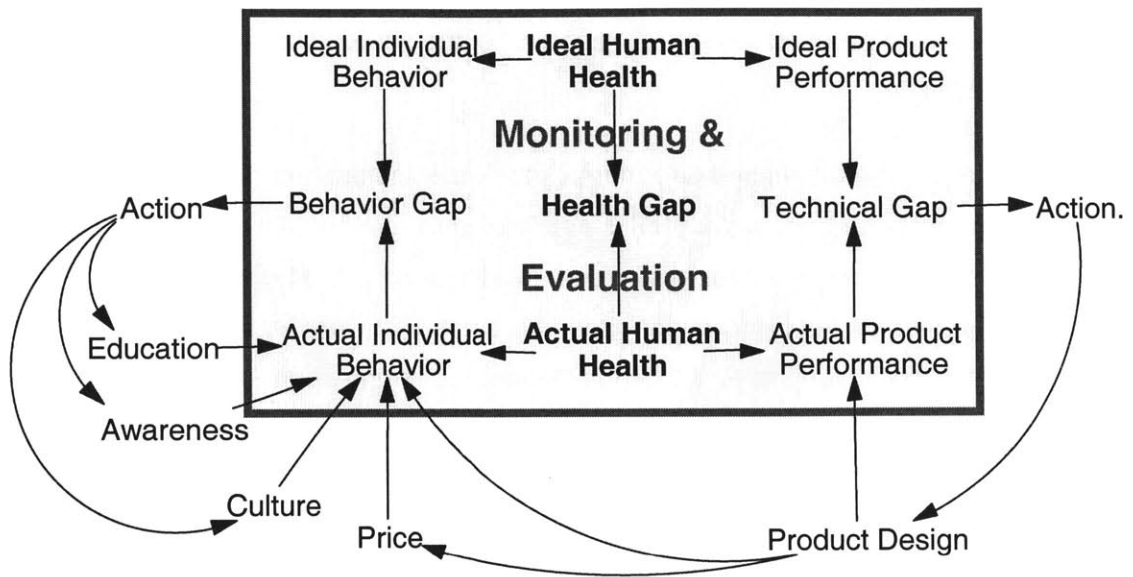 Ideal Individual
Behavior
Ideal Human
Health
Ideal Product
Performance
Monitoring &
Action
Behavior Gap
Health Gap
Technical Gap
Action.
Evaluation
Education
Actual Individual
Behavior
Actual Human
Health
Actual Product
Performance
Awareness
Culture
Price
Product Design